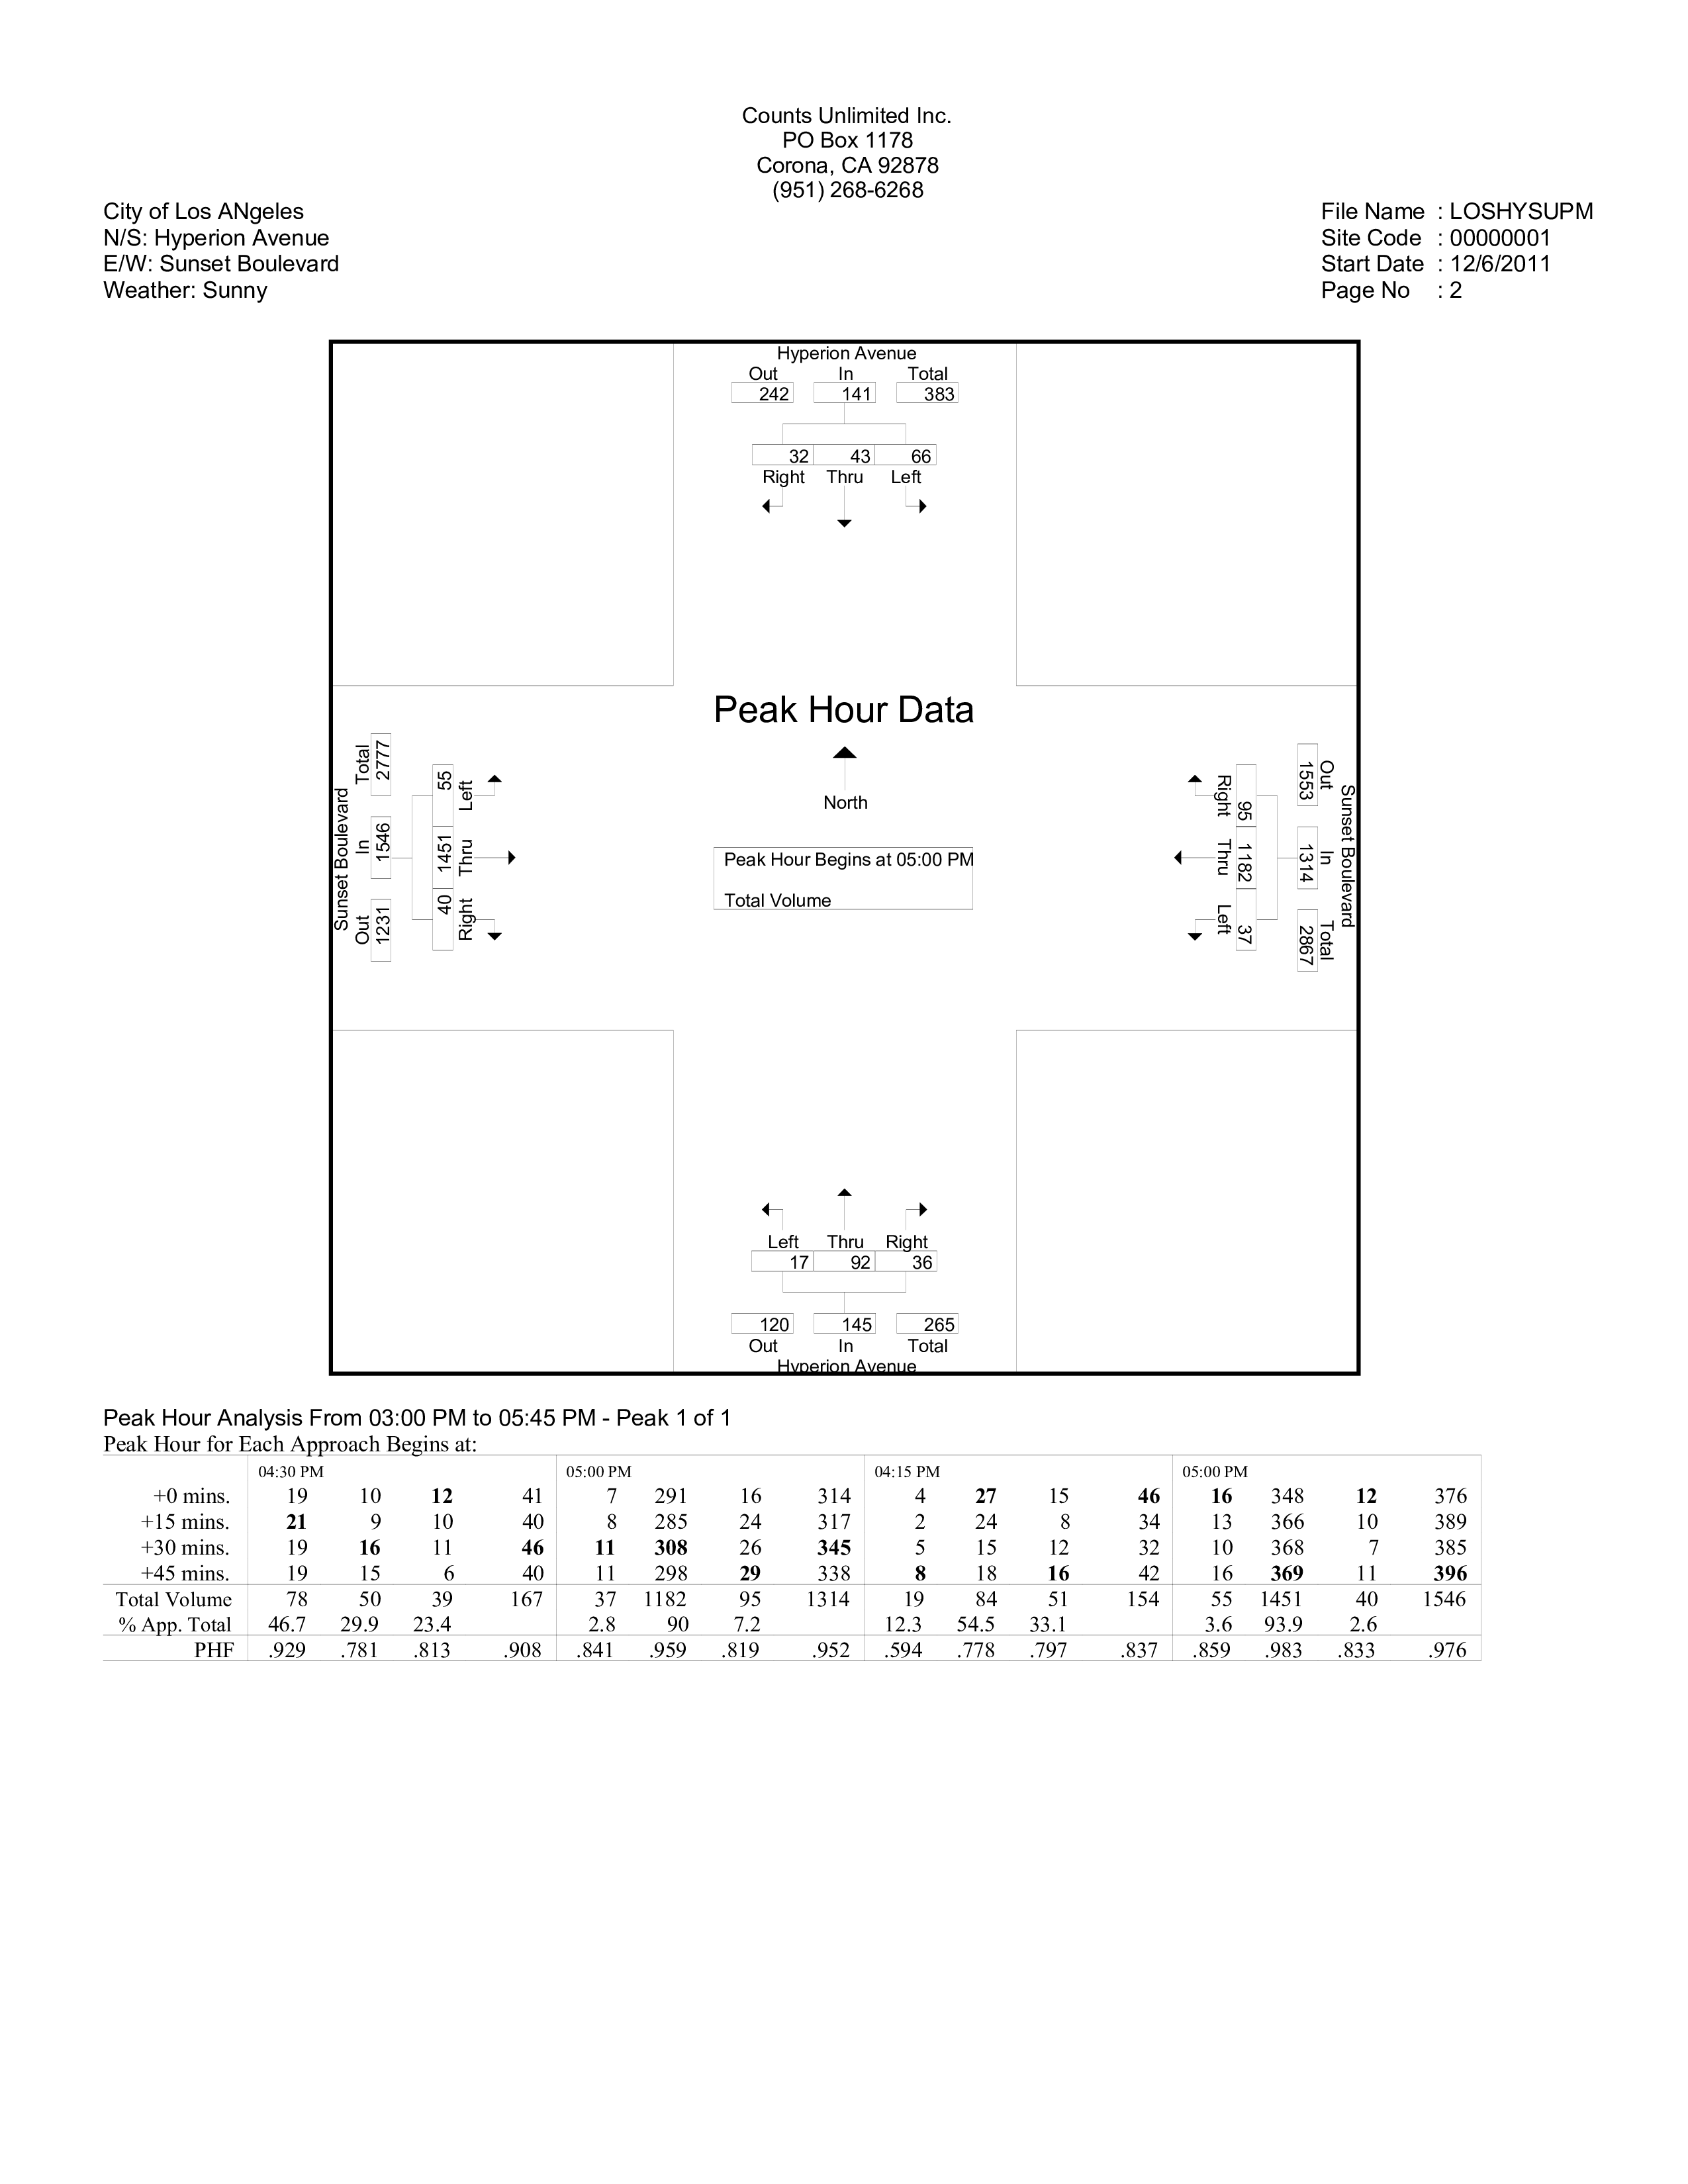 Counts Unlimited Inc.
PO Box 1178
Corona, CA 92878
(951) 268-6268
City of Los ANgeles
N/S: Hyperion Avenue
E/W: Sunset Boulevard
Weather: Sunny
File Name : LOSHYSUPM
Site Code : 00000001
Start Date : 12/6/2011
Page No : 2
Hyperion Avenue
Out In Total
242 141 383
32 43 66
Right Thru Left
Peak Hour Data
North
Peak Hour Begins at 05:00 PM
Total Volume
Sunset Boulevard
Out In Total
1231 1546 2777
40 1451 55
Right Thru Left
Sunset Boulevard
Out In Total
1553 1314 2867
95 1182 37
Right Thru Left
Left Thru Right
17 92 36
120 145 265
Out In Total
Hyperion Avenue
Peak Hour Analysis From 03:00 PM to 05:45 PM - Peak 1 of 1
Peak Hour for Each Approach Begins at:
04:30 PM 05:00 PM 04:15 PM 05:00 PM
+0 mins. 19 10 12 41 7 291 16 314 4 27 15 46 16 348 12 376
+15 mins. 21 9 10 40 8 285 24 317 2 24 8 34 13 366 10 389
+30 mins. 19 16 11 46 11 308 26 345 5 15 12 32 10 368 7 385
+45 mins. 19 15 6 40 11 298 29 338 8 18 16 42 16 369 11 396
Total Volume 78 50 39 167 37 1182 95 1314 19 84 51 154 55 1451 40 1546
% App. Total 46.7 29.9 23.4 2.8 90 7.2 12.3 54.5 33.1 3.6 93.9 2.6
PHF .929 .781 .813 .908 .841 .959 .819 .952 .594 .778 .797 .837 .859 .983 .833 .976